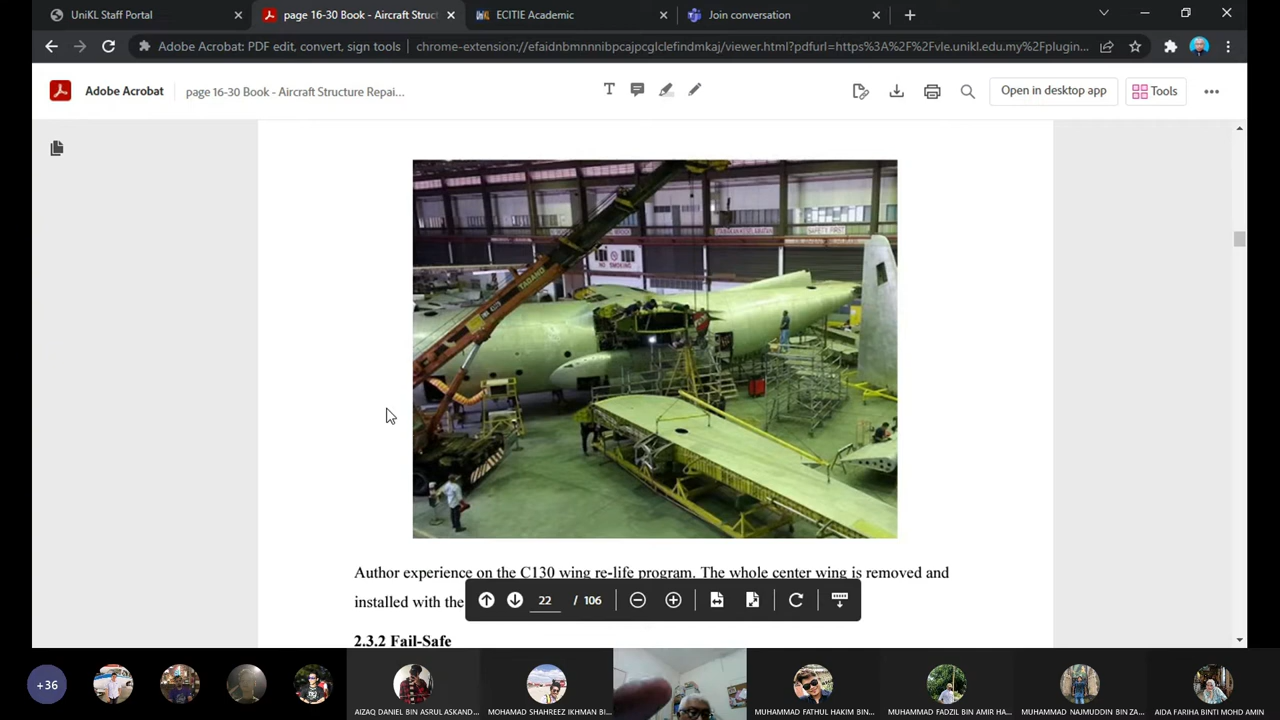 UniKL Staff Portal
page 16-30 Book - Aircraft Struct
ECITIE Academic
Join conversation
Adobe Acrobat: PDF edit, convert, sign tools
chrome-extension://efaidnbmnnnibpcajpcglclefindmkaj/viewer.html?pdfurl=https%3A%2F%2Fvle.unikl.edu.my%2Fplugin...
Adobe Acrobat
page 16-30 Book - Aircraft Structure Repai...
Open in desktop app
Tools
SAFETY FIRST
NO SMOKING
TADANO
Author experience on the C130 wing re-life program. The whole center wing is removed and
installed with the
22 / 106
2.3.2 Fail-Safe
+36
AIZAQ DANIEL BIN ASRUL ASKAND...
MOHAMAD SHAHREEZ IKHMAN BI...
MUHAMMAD FATHUL HAKIM BIN...
MUHAMMAD FADZIL BIN AMIR HA...
MUHAMMAD NAJMUDDIN BIN ZA...
AIDA FARIHA BINTI MOHD AMIN